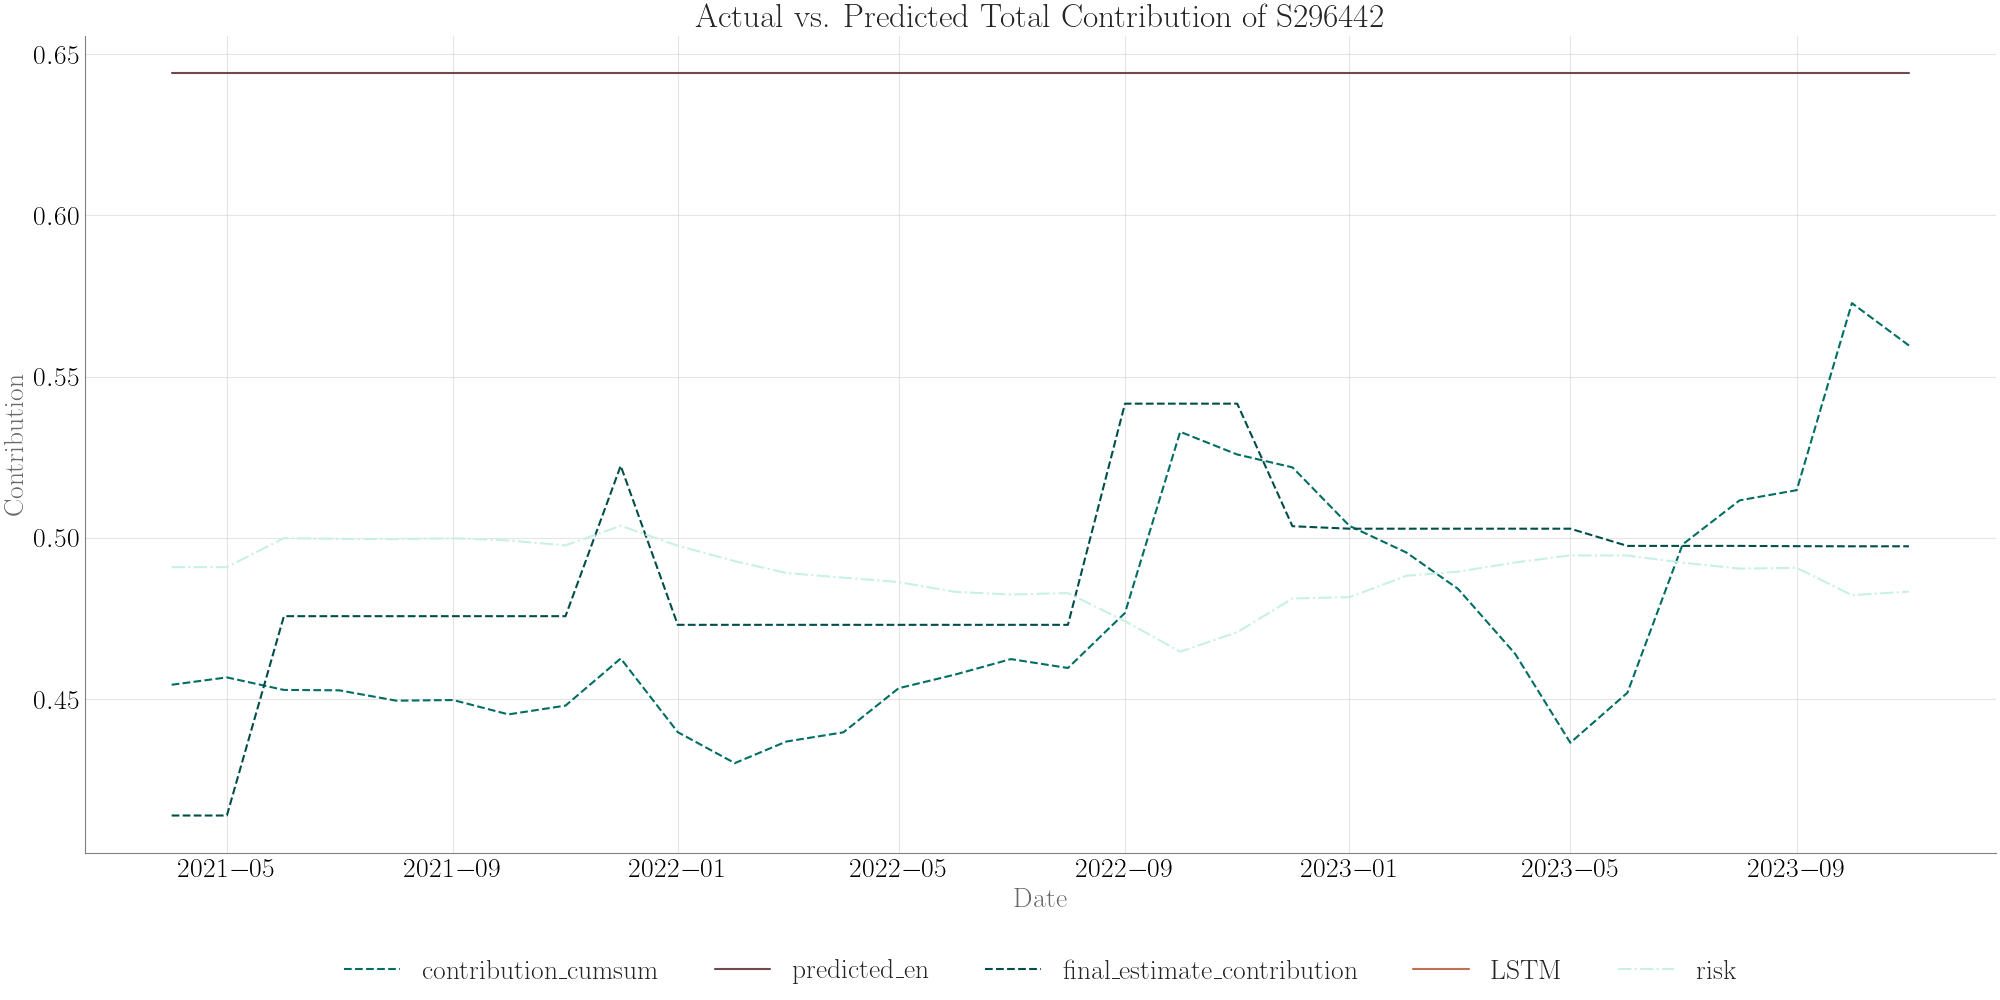 Actual vs. Predicted Total Contribution of S296442
0.65
0.60
0.55
0.50
0.45
Contribution
2021−05 2021−09 2022−01 2022−05 2022−09 2023−01 2023−05 2023−09
Date
contribution_cumsum predicted_en final_estimate_contribution LSTM risk